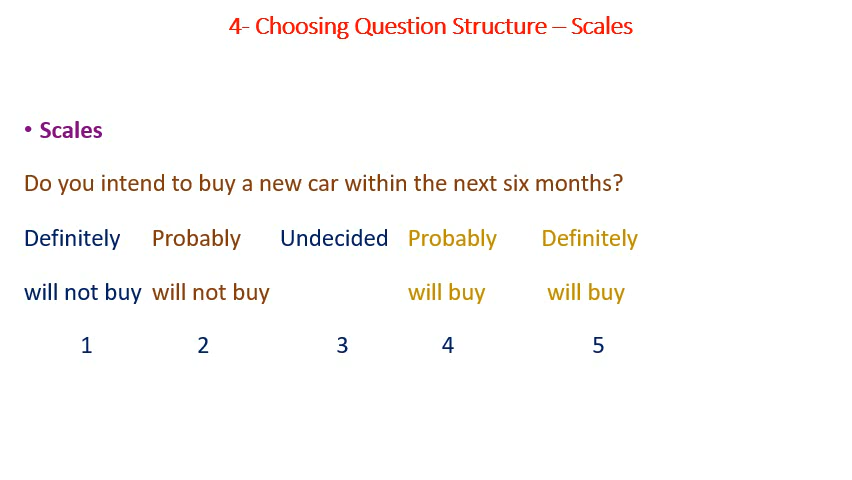 4- Choosing Question Structure – Scales
• Scales
Do you intend to buy a new car within the next six months?
Definitely Probably Undecided Probably Definitely
will not buy will not buy will buy will buy
1 2 3 4 5